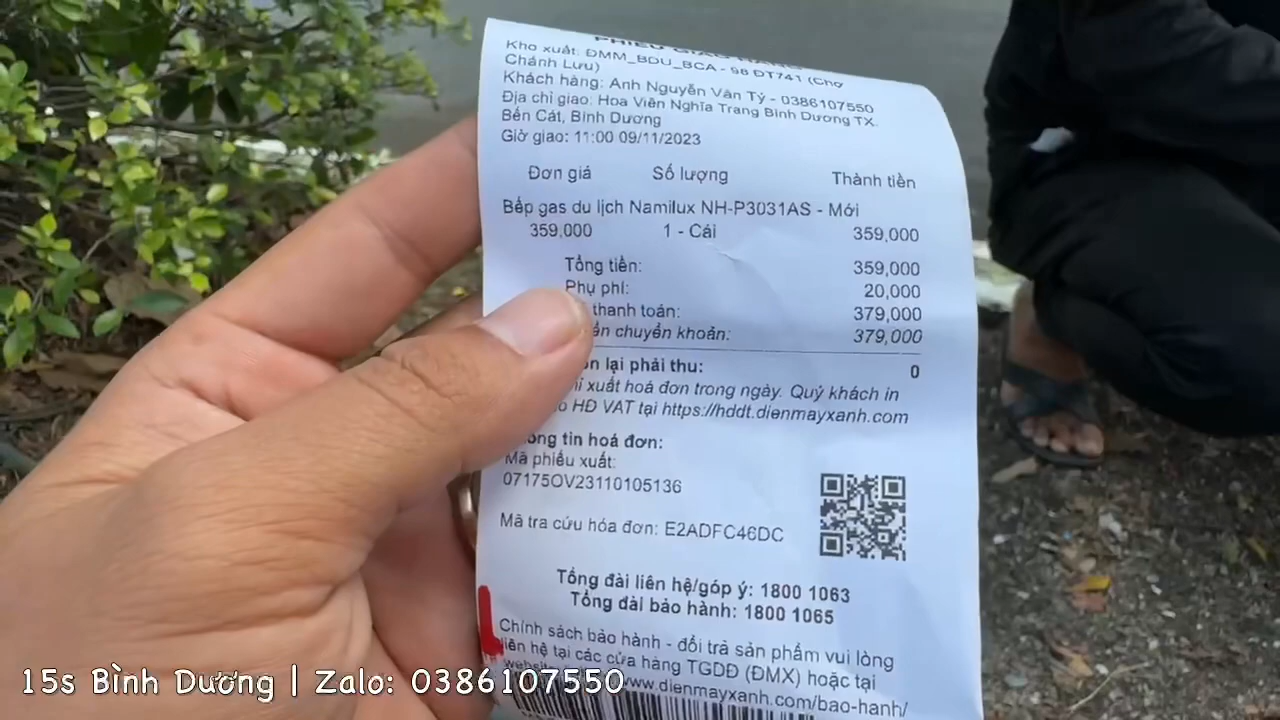 PHIẾU GIAO HÀNG
Kho xuất: ĐMM_BDU_BCA - 98 ĐT741 (Chợ
Chánh Lưu)
Khách hàng: Anh Nguyễn Văn Tý - 0386107550
Địa chỉ giao: Hoa Viên Nghĩa Trang Bình Dương TX.
Bến Cát, Bình Dương
Giờ giao: 11:00 09/11/2023
Đơn giá Số lượng Thành tiền
Bếp gas du lịch Namilux NH-P3031AS - Mới
359,000 1 - Cái 359,000
Tổng tiền: 359,000
Phụ phí: 20,000
thanh toán: 379,000
chuyển khoản: 379,000
lại phải thu: 0
xuất hoá đơn trong ngày. Quý khách in
HĐ VAT tại https://hddt.dienmayxanh.com
tin hoá đơn:
Mã phiếu xuất:
07175OV23110105136
Mã tra cứu hóa đơn: E2ADFC46DC
Tổng đài liên hệ/góp ý: 1800 1063
Tổng đài bảo hành: 1800 1065
Chính sách bảo hành - đổi trả sản phẩm vui lòng
liên hệ tại các cửa hàng TGDĐ (ĐMX) hoặc tại
website www.dienmayxanh.com/bao-hanh/
15s Bình Dương | Zalo: 0386107550